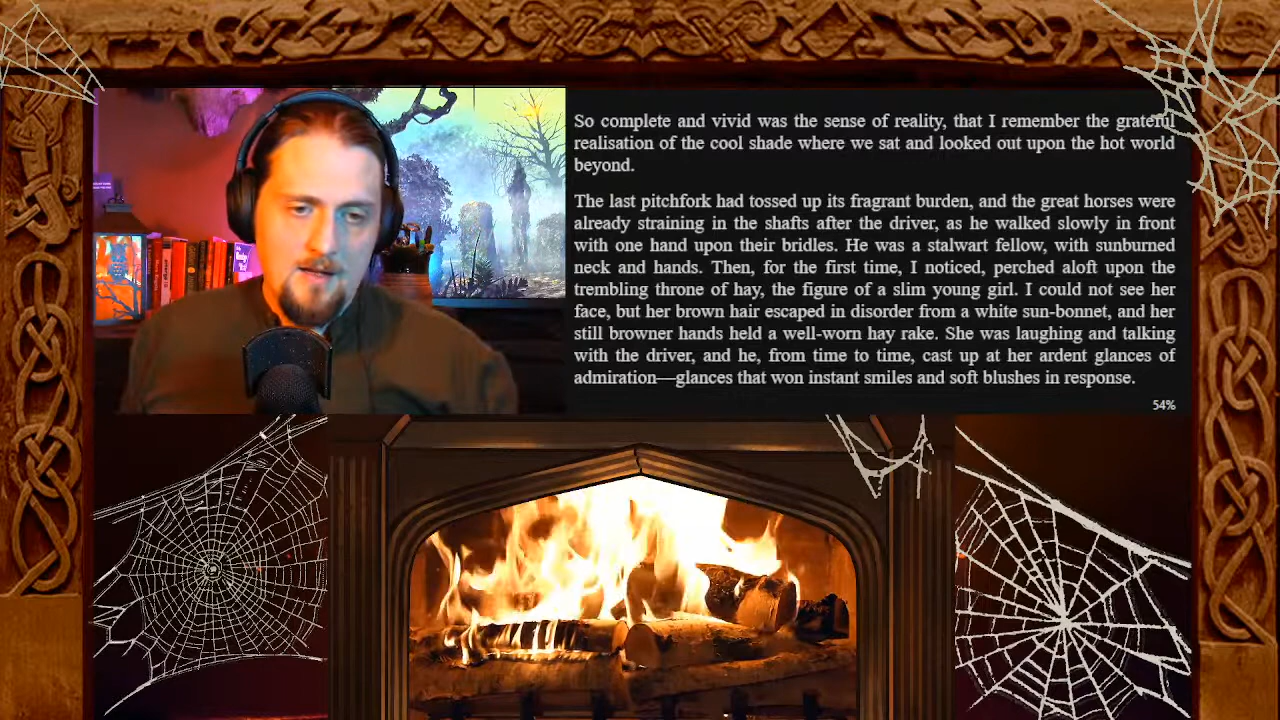 So complete and vivid was the sense of reality, that I remember the grateful
realisation of the cool shade where we sat and looked out upon the hot world
beyond.
The last pitchfork had tossed up its fragrant burden, and the great horses were
already straining in the shafts after the driver, as he walked slowly in front
with one hand upon their bridles. He was a stalwart fellow, with sunburned
neck and hands. Then, for the first time, I noticed, perched aloft upon the
trembling throne of hay, the figure of a slim young girl. I could not see her
face, but her brown hair escaped in disorder from a white sun-bonnet, and her
still browner hands held a well-worn hay rake. She was laughing and talking
with the driver, and he, from time to time, cast up at her ardent glances of
admiration—glances that won instant smiles and soft blushes in response.
54%